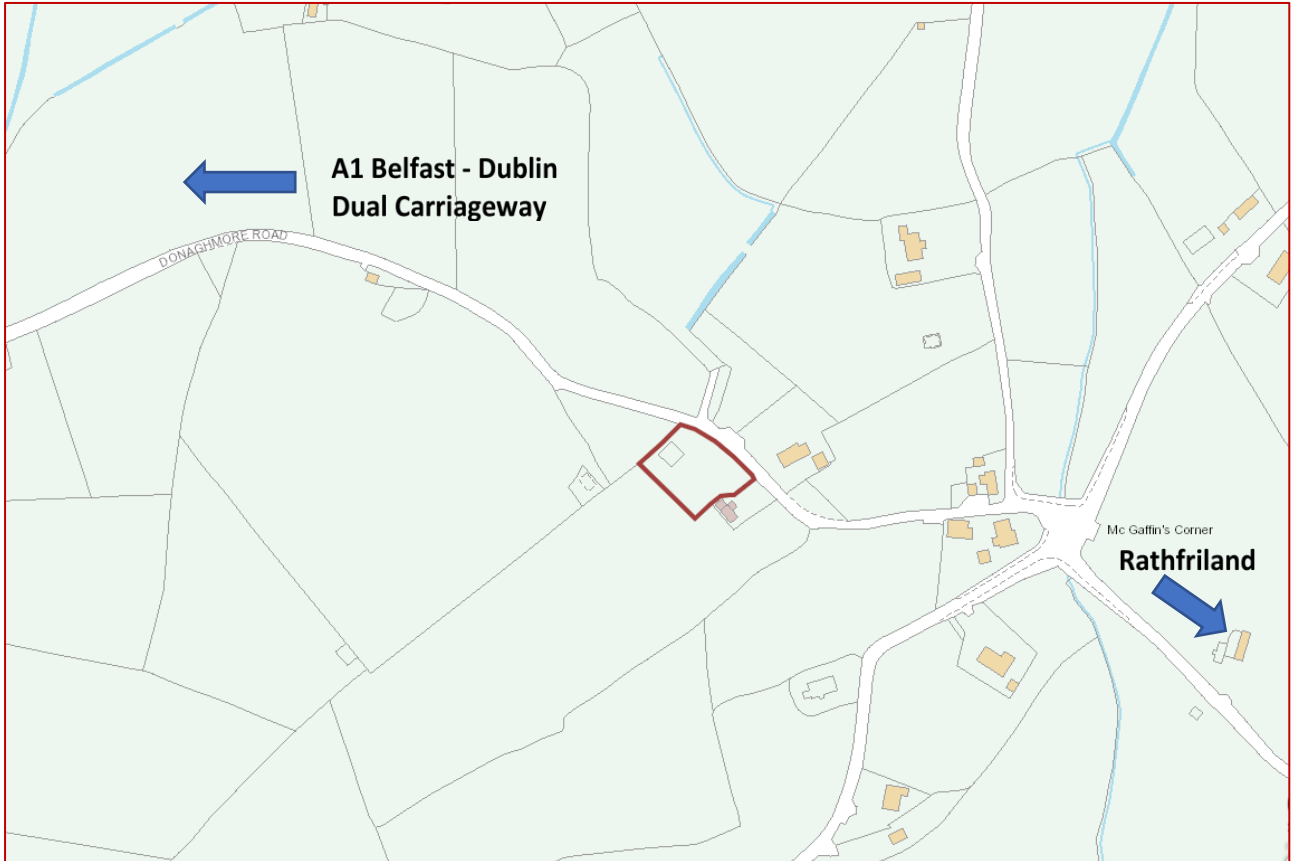 A1 Belfast - Dublin
Dual Carriageway
DONAGHMORE ROAD
Mc Gaffin's Corner
Rathfriland